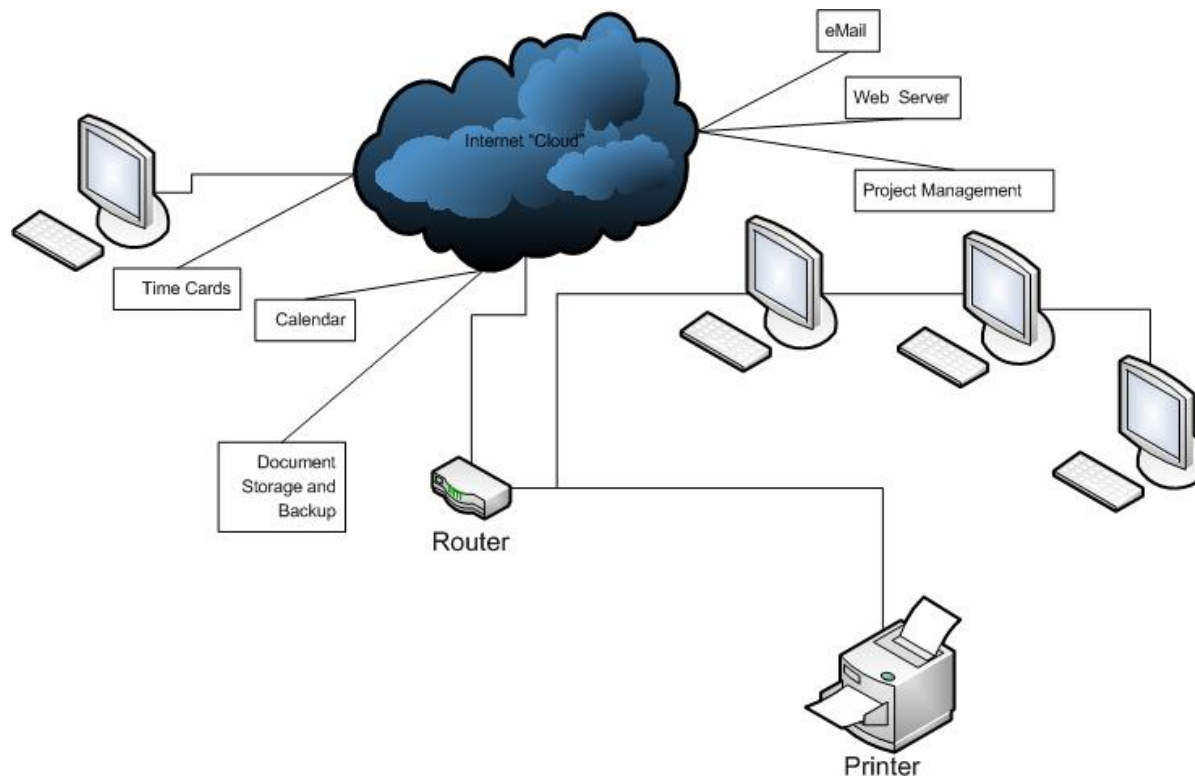 eMail
Internet "Cloud"
Web Server
Project Management
Time Cards
Calendar
Document
Storage and
Backup
Router
Printer